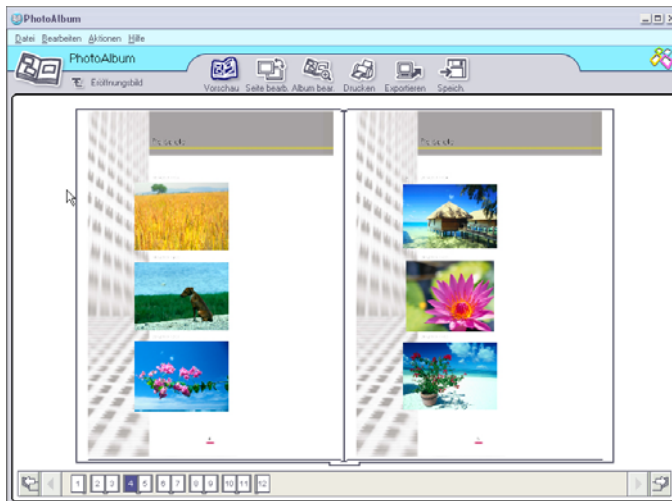 PhotoAlbum
Datei Bearbeiten Aktionen Hilfe
PhotoAlbum
Eröffnungsbild
Vorschau Seite bearb. Album bear. Drucken Exportieren Speich.
1 2 3 4 5 6 7 8 9 10 11 12